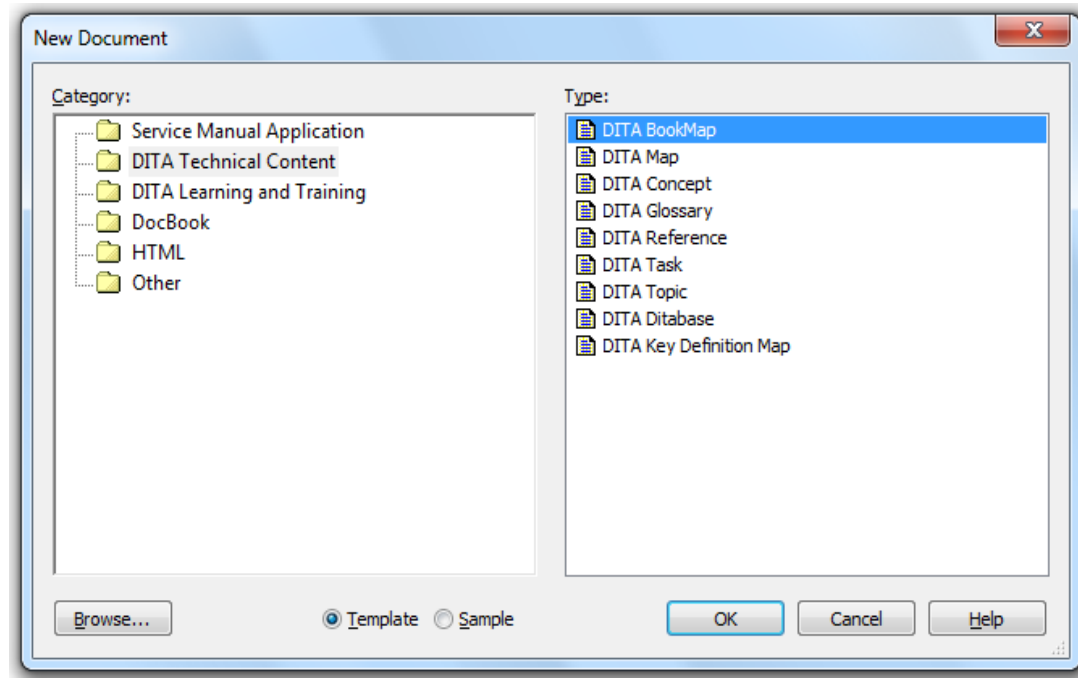 New Document
Category:
Service Manual Application
DITA Technical Content
DITA Learning and Training
DocBook
HTML
Other
Type:
DITA BookMap
DITA Map
DITA Concept
DITA Glossary
DITA Reference
DITA Task
DITA Topic
DITA Ditabase
DITA Key Definition Map
Browse... Template Sample OK Cancel Help